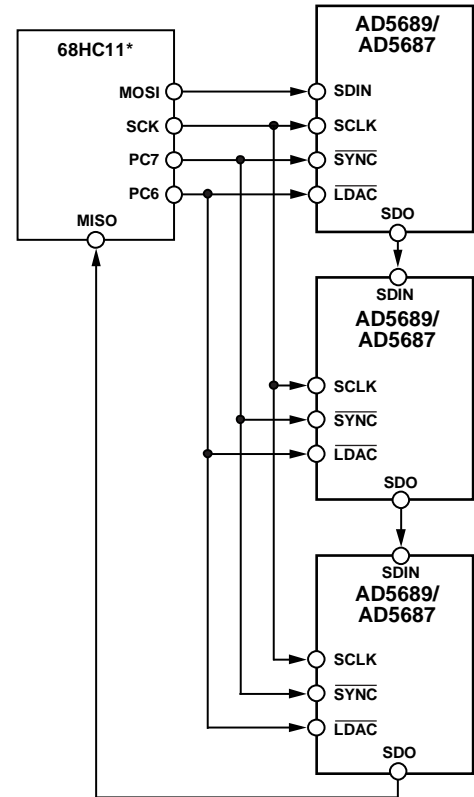 68HC11*
MOSI
SCK
PC7
PC6
MISO
AD5689/
AD5687
SDIN
SCLK
SYNC
LDAC
SDO
SDIN
AD5689/
AD5687
SCLK
SYNC
LDAC
SDO
SDIN
AD5689/
AD5687
SCLK
SYNC
LDAC
SDO